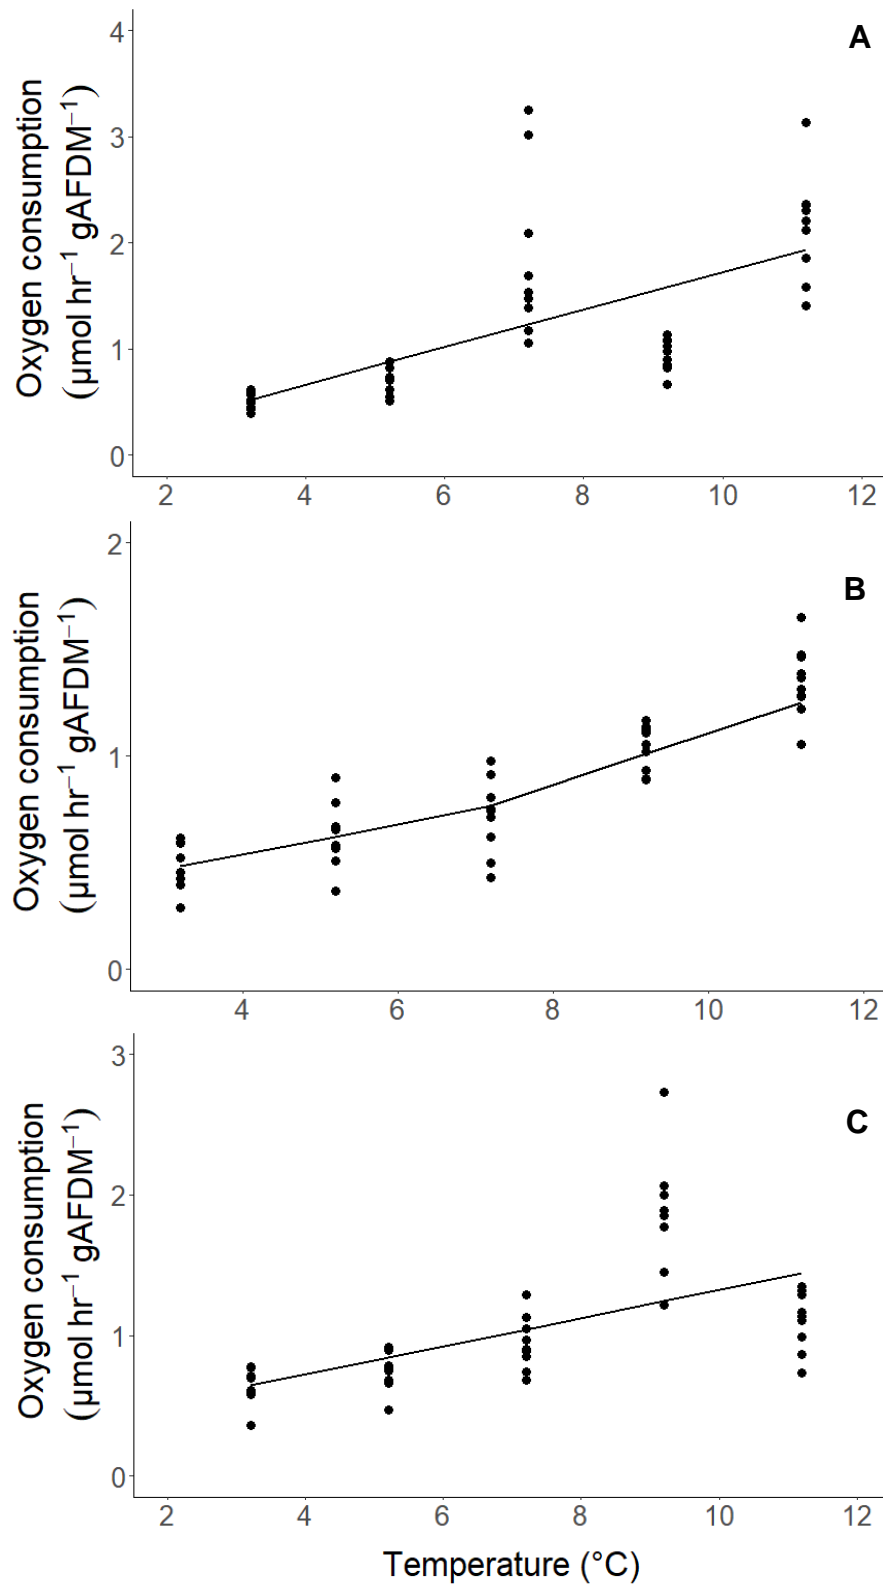 A
Oxygen consumption
(μmol hr⁻¹ gAFDM⁻¹)
4
3
2
1
0
2 4 6 8 10 12
B
Oxygen consumption
(μmol hr⁻¹ gAFDM⁻¹)
2
1
0
4 6 8 10 12
C
Oxygen consumption
(μmol hr⁻¹ gAFDM⁻¹)
3
2
1
0
2 4 6 8 10 12
Temperature (°C)